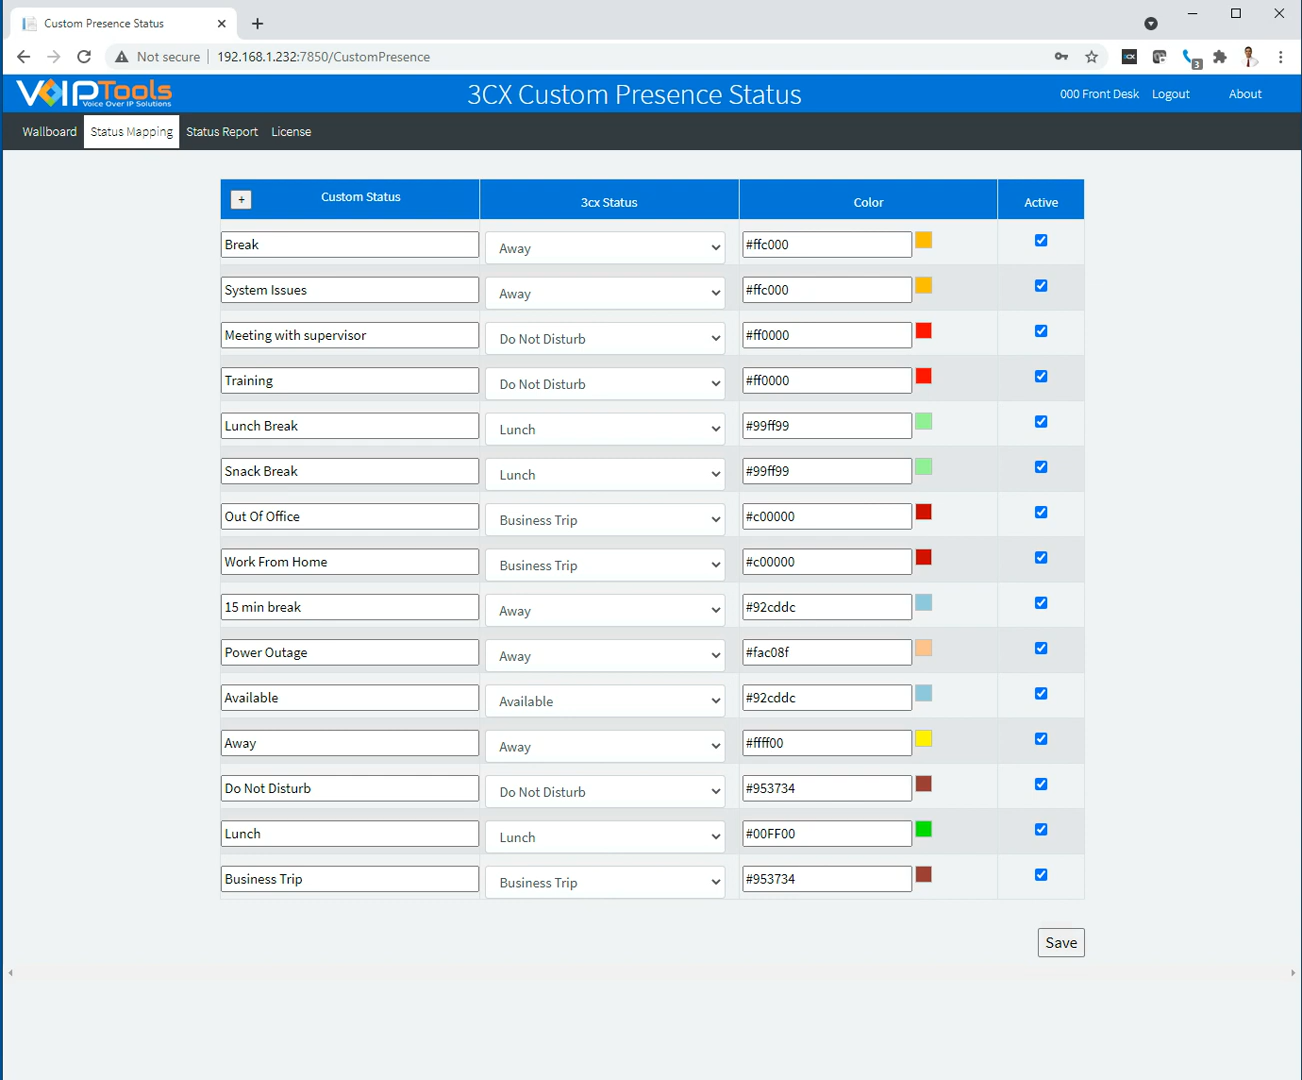 Custom Presence Status
Not secure | 192.168.1.232:7850/CustomPresence
3
VOIPTools
Voice Over IP Solutions
3CX Custom Presence Status
000 Front Desk Logout About
Wallboard Status Mapping Status Report License
+ Custom Status 3cx Status Color Active
Break Away #ffc000
System Issues Away #ffc000
Meeting with supervisor Do Not Disturb #ff0000
Training Do Not Disturb #ff0000
Lunch Break Lunch #99ff99
Snack Break Lunch #99ff99
Out Of Office Business Trip #c00000
Work From Home Business Trip #c00000
15 min break Away #92cddc
Power Outage Away #fac08f
Available Available #92cddc
Away Away #ffff00
Do Not Disturb Do Not Disturb #953734
Lunch Lunch #00FF00
Business Trip Business Trip #953734
Save